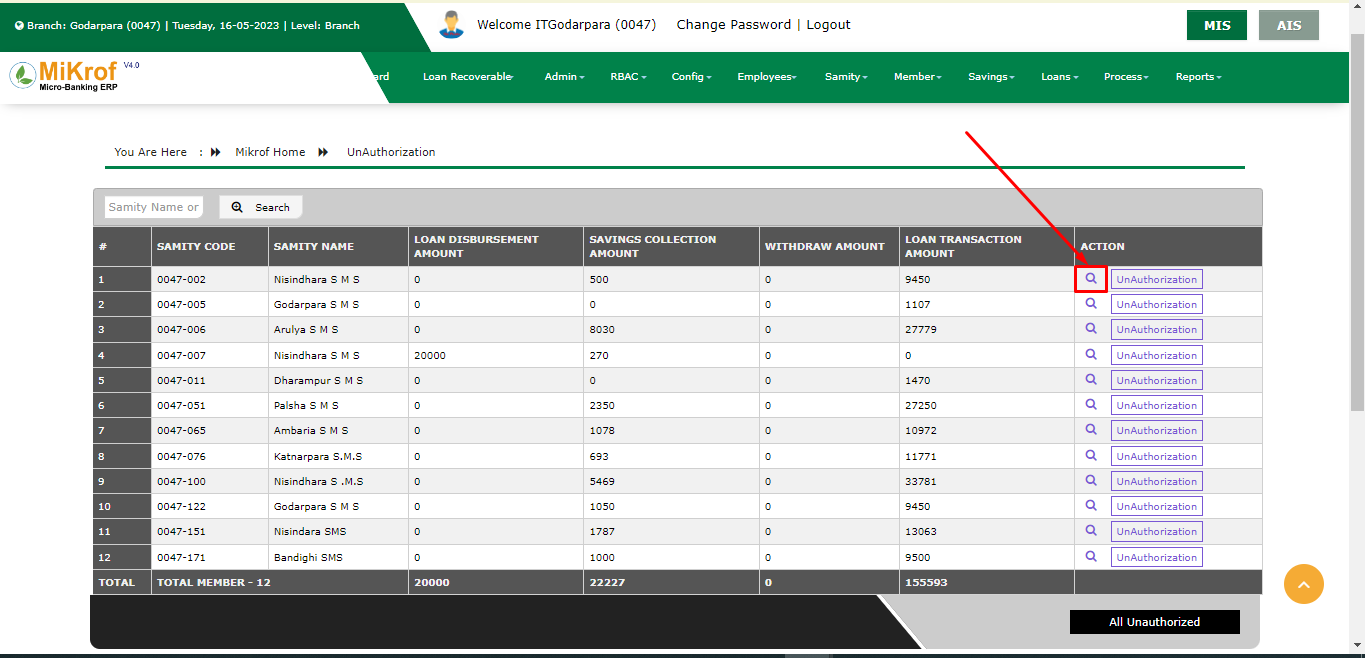 Branch: Godarpara (0047) | Tuesday, 16-05-2023 | Level: Branch
Welcome ITGodarpara (0047) Change Password | Logout
MIS AIS
MiKrof V4.0
Micro-Banking ERP
ard Loan Recoverable Admin RBAC Config Employees Samity Member Savings Loans Process Reports
You Are Here : Mikrof Home UnAuthorization
Samity Name or Search
# SAMITY CODE SAMITY NAME LOAN DISBURSEMENT AMOUNT SAVINGS COLLECTION AMOUNT WITHDRAW AMOUNT LOAN TRANSACTION AMOUNT ACTION
1 0047-002 Nisindhara S M S 0 500 0 9450 UnAuthorization
2 0047-005 Godarpara S M S 0 0 0 1107 UnAuthorization
3 0047-006 Arulya S M S 0 8030 0 27779 UnAuthorization
4 0047-007 Nisindhara S M S 20000 270 0 0 UnAuthorization
5 0047-011 Dharampur S M S 0 0 0 1470 UnAuthorization
6 0047-051 Palsha S M S 0 2350 0 27250 UnAuthorization
7 0047-065 Ambaria S M S 0 1078 0 10972 UnAuthorization
8 0047-076 Katnarpara S.M.S 0 693 0 11771 UnAuthorization
9 0047-100 Nisindhara S .M.S 0 5469 0 33781 UnAuthorization
10 0047-122 Godarpara S M S 0 1050 0 9450 UnAuthorization
11 0047-151 Nisindara SMS 0 1787 0 13063 UnAuthorization
12 0047-171 Bandighi SMS 0 1000 0 9500 UnAuthorization
TOTAL TOTAL MEMBER - 12 20000 22227 0 155593
All Unauthorized